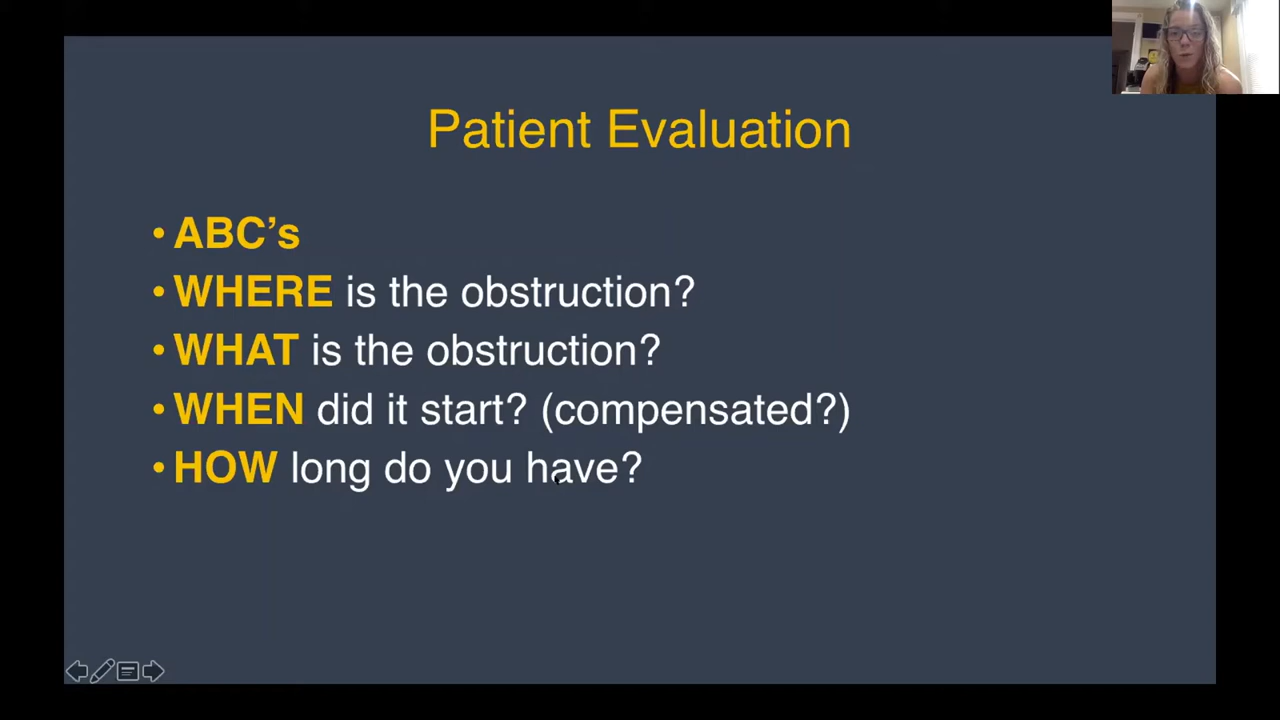 Patient Evaluation
• ABC’s
• WHERE is the obstruction?
• WHAT is the obstruction?
• WHEN did it start? (compensated?)
• HOW long do you have?